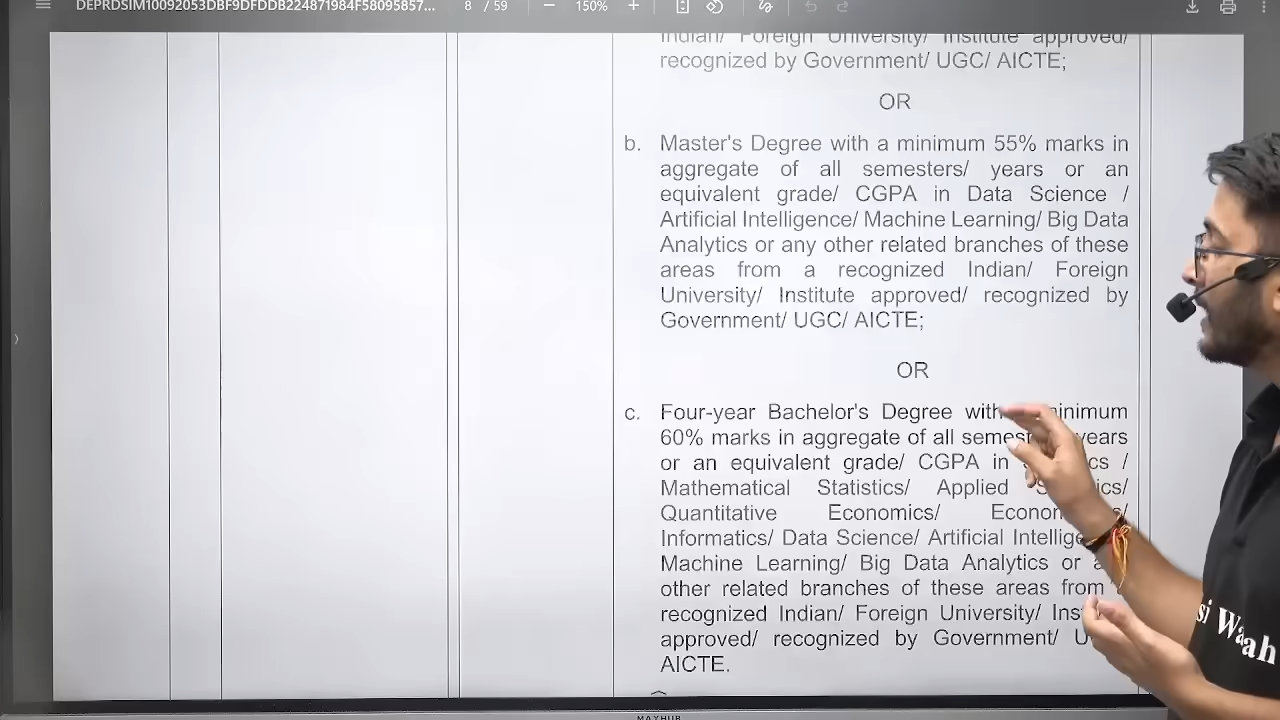 DEPRDSIM10092053DBF9DFDDB224871984F58095857... 8 / 59 — 150% +
Indian/ Foreign University/ Institute approved/
recognized by Government/ UGC/ AICTE;
OR
b. Master's Degree with a minimum 55% marks in
aggregate of all semesters/ years or an
equivalent grade/ CGPA in Data Science /
Artificial Intelligence/ Machine Learning/ Big Data
Analytics or any other related branches of these
areas from a recognized Indian/ Foreign
University/ Institute approved/ recognized by
Government/ UGC/ AICTE;
OR
c. Four-year Bachelor's Degree with minimum
60% marks in aggregate of all years
or an equivalent grade/ CGPA in /
Mathematical Statistics/ Applied
Quantitative Economics/
Informatics/ Data Science/ Artificial
Machine Learning/ Big Data Analytics or
other related branches of these areas from
recognized Indian/ Foreign University/
approved/ recognized by Government/
AICTE.
MAXHUB